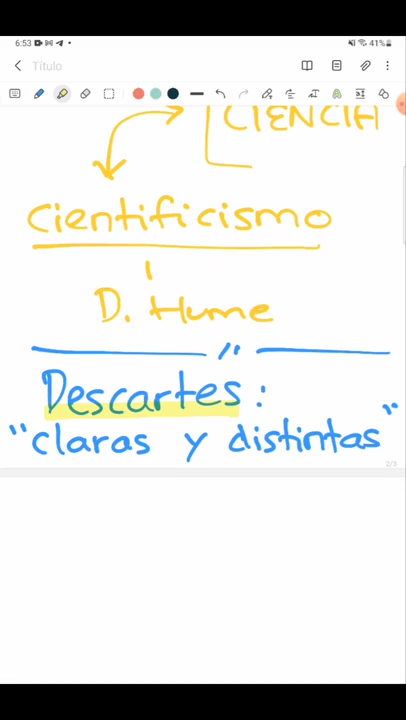 6:53
41%
Título
CIENCIA
Cientificismo
D. Hume
Descartes:
"claras y distintas"
2/3